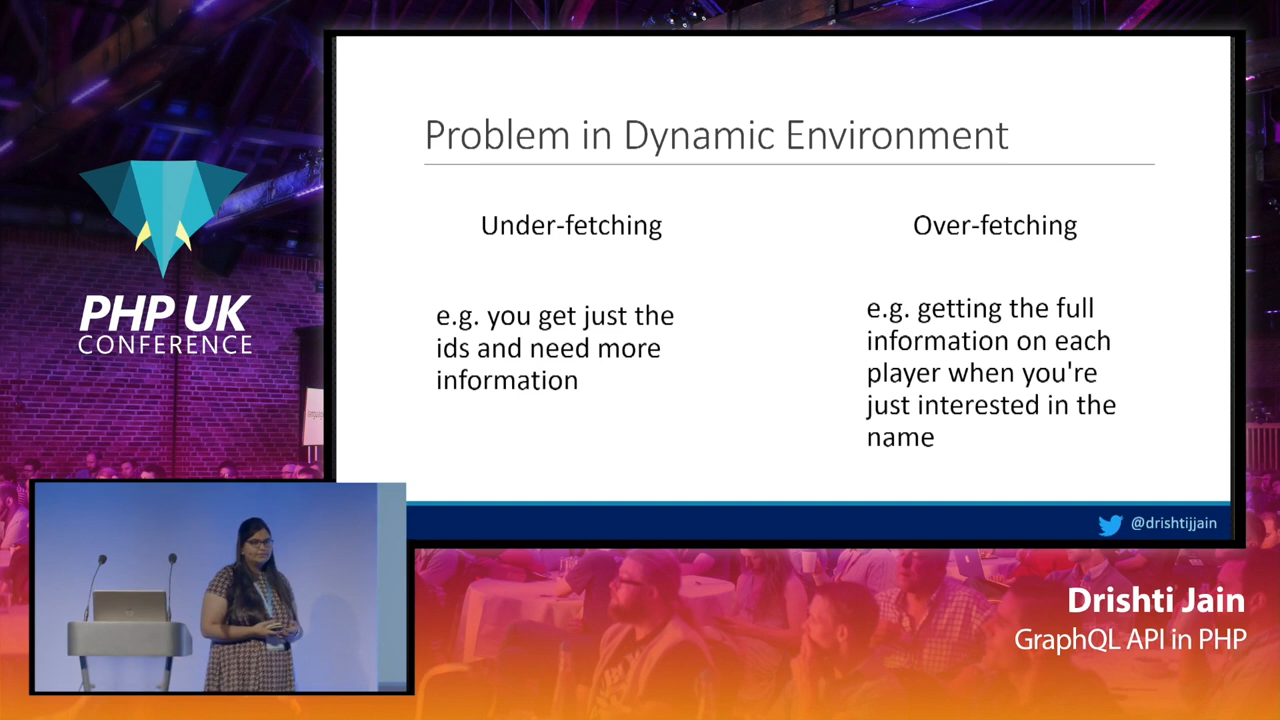 Problem in Dynamic Environment
Under-fetching
e.g. you get just the
ids and need more
information
Over-fetching
e.g. getting the full
information on each
player when you're
just interested in the
name
@drishtijjain
PHP UK
CONFERENCE
Drishti Jain
GraphQL API in PHP